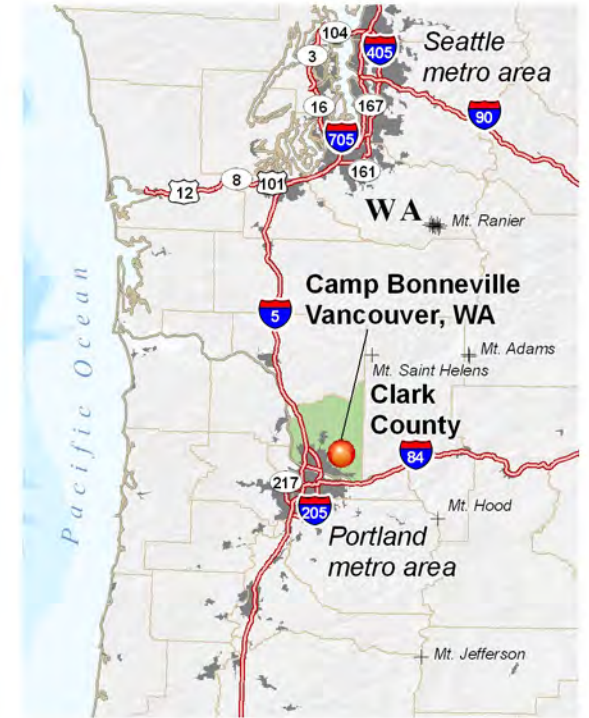 104
3
405
Seattle
metro area
16
167
90
705
161
8
101
12
WA
Mt. Ranier
Camp Bonneville
Vancouver, WA
5
Pacific Ocean
Mt. Adams
Mt. Saint Helens
Clark
County
84
217
205
Mt. Hood
Portland
metro area
Mt. Jefferson